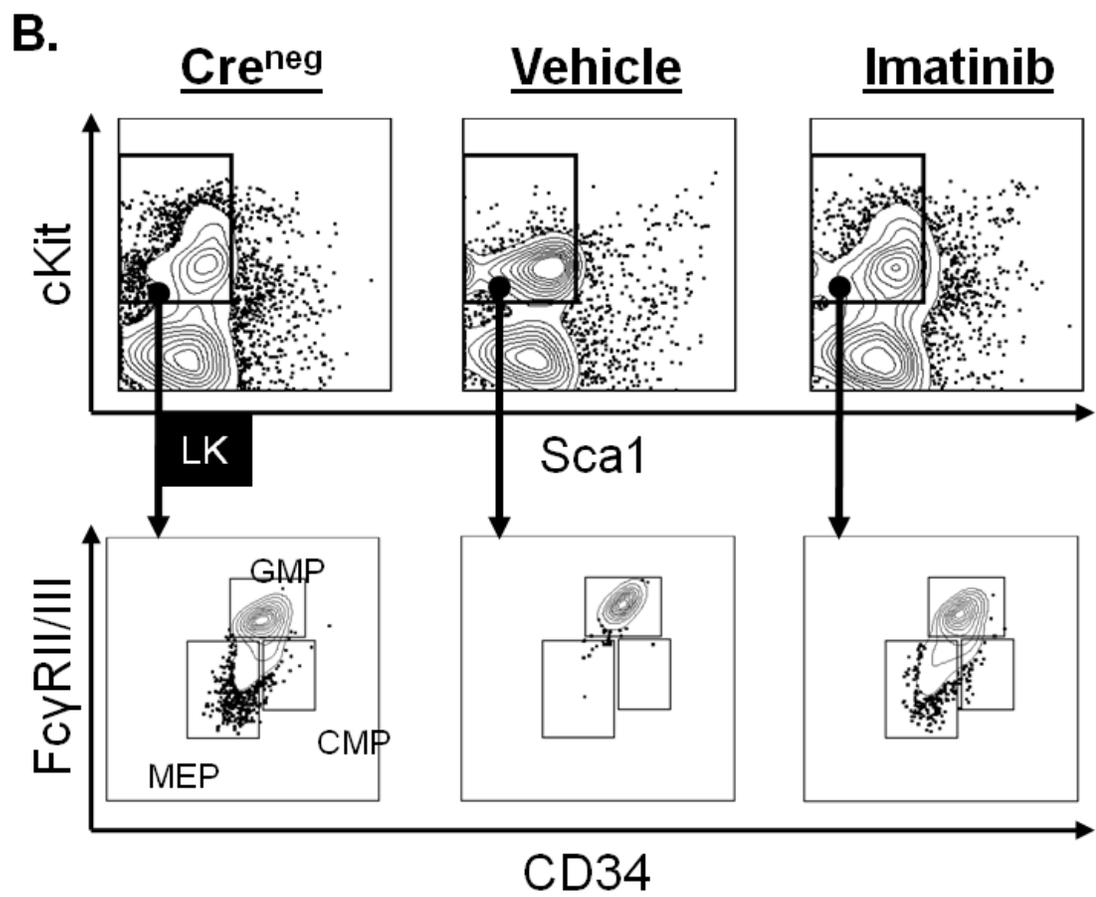 B.
Cre^neg Vehicle Imatinib
cKit
LK
Sca1
FcγRII/III
GMP
CMP
MEP
CD34